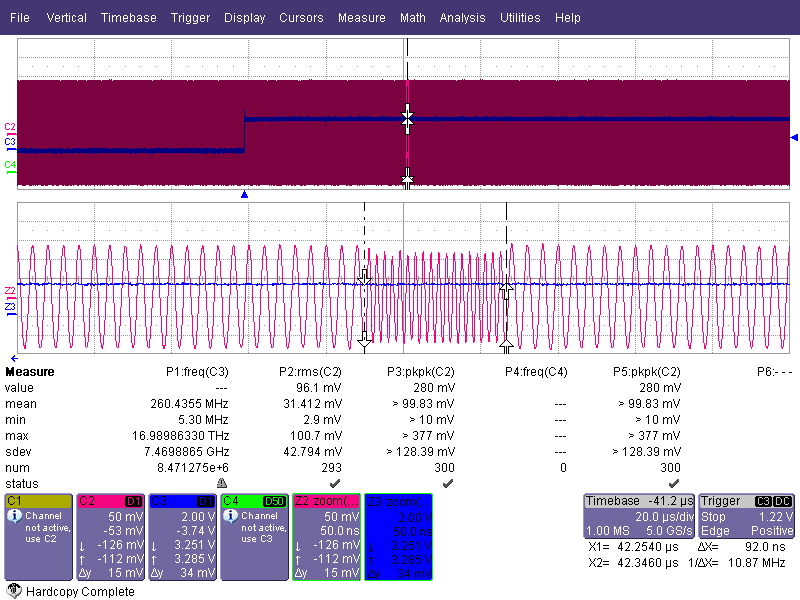 File Vertical Timebase Trigger Display Cursors Measure Math Analysis Utilities Help
C2
C3
C4
Z2
Z3
Measure P1:freq(C3) P2:rms(C2) P3:pkpk(C2) P4:freq(C4) P5:pkpk(C2) P6:- - -
value --- 96.1 mV 280 mV 280 mV
mean 260.4355 MHz 31.412 mV > 99.83 mV --- > 99.83 mV
min 5.30 MHz 2.9 mV > 10 mV --- > 10 mV
max 16.98986330 THz 100.7 mV > 377 mV --- > 377 mV
sdev 7.4698865 GHz 42.794 mV > 128.39 mV --- > 128.39 mV
num 8.471275e+6 293 300 0 300
status
C1
Channel
not active,
use C2
C2 D1
50 mV
-53 mV
↓ -126 mV
↑ -112 mV
Δy 15 mV
C3 D1
2.00 V
-3.74 V
↓ 3.251 V
↑ 3.285 V
Δy 34 mV
C4 D50
Channel
not active,
use C3
Z2 zoom(...
50 mV
50.0 ns
↓ -126 mV
↑ -112 mV
Δy 15 mV
Z3 zoom(...
2.00 V
50.0 ns
↓ 3.251 V
↑ 3.285 V
Δy 34 mV
Timebase -41.2 µs
20.0 µs/div
1.00 MS 5.0 GS/s
Trigger C3 DC
Stop 1.22 V
Edge Positive
X1= 42.2540 µs ΔX= 92.0 ns
X2= 42.3460 µs 1/ΔX= 10.87 MHz
Hardcopy Complete